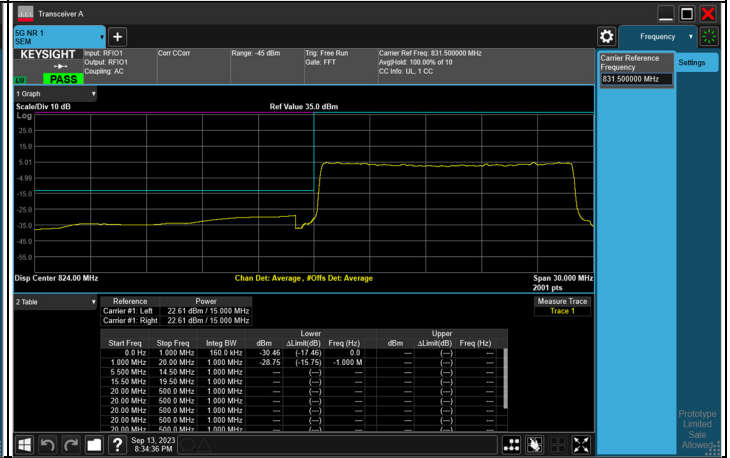 Transceiver A
5G NR 1
SEM
Frequency
KEYSIGHT
LV
PASS
Input: RFIO1
Output: RFIO1
Coupling: AC
Corr CCorr
Range: -45 dBm
Trig: Free Run
Gate: FFT
Carrier Ref Freq: 831.500000 MHz
Avg|Hold: 100.00% of 10
CC Info: UL, 1 CC
Carrier Reference
Frequency
831.500000 MHz
Settings
1 Graph
Scale/Div 10 dB
Ref Value 35.0 dBm
Log
25.0
15.0
5.01
-4.99
-15.0
-25.0
-35.0
-45.0
-55.0
Disp Center 824.00 MHz
Chan Det: Average , #Offs Det: Average
Span 30.000 MHz
2001 pts
2 Table
Reference Power
Carrier #1: Left 22.61 dBm / 15.000 MHz
Carrier #1: Right 22.61 dBm / 15.000 MHz
Measure Trace
Trace 1
Lower Upper
Start Freq Stop Freq Integ BW dBm ΔLimit(dB) Freq (Hz) dBm ΔLimit(dB) Freq (Hz)
0.0 Hz 1.000 MHz 160.0 kHz -30.46 (-17.46) 0.0 --- (---) ---
1.000 MHz 20.00 MHz 1.000 MHz -28.75 (-15.75) -1.000 M --- (---) ---
5.500 MHz 14.50 MHz 1.000 MHz --- (---) --- --- (---) ---
15.50 MHz 19.50 MHz 1.000 MHz --- (---) --- --- (---) ---
20.00 MHz 500.0 MHz 1.000 MHz --- (---) --- --- (---) ---
20.00 MHz 500.0 MHz 1.000 MHz --- (---) --- --- (---) ---
20.00 MHz 500.0 MHz 1.000 MHz --- (---) --- --- (---) ---
20.00 MHz 500.0 MHz 1.000 MHz --- (---) --- --- (---) ---
20.00 MHz 500.0 MHz 1.000 MHz --- (---) --- --- (---) ---
Sep 13, 2023
8:34:36 PM
Prototype
Limited
Sale
Allowed